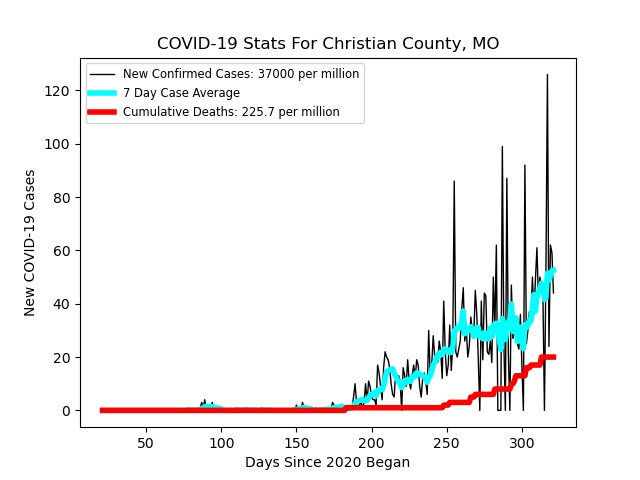 COVID-19 Stats For Christian County, MO
New Confirmed Cases: 37000 per million
7 Day Case Average
Cumulative Deaths: 225.7 per million
New COVID-19 Cases
120
100
80
60
40
20
0
50 100 150 200 250 300
Days Since 2020 Began